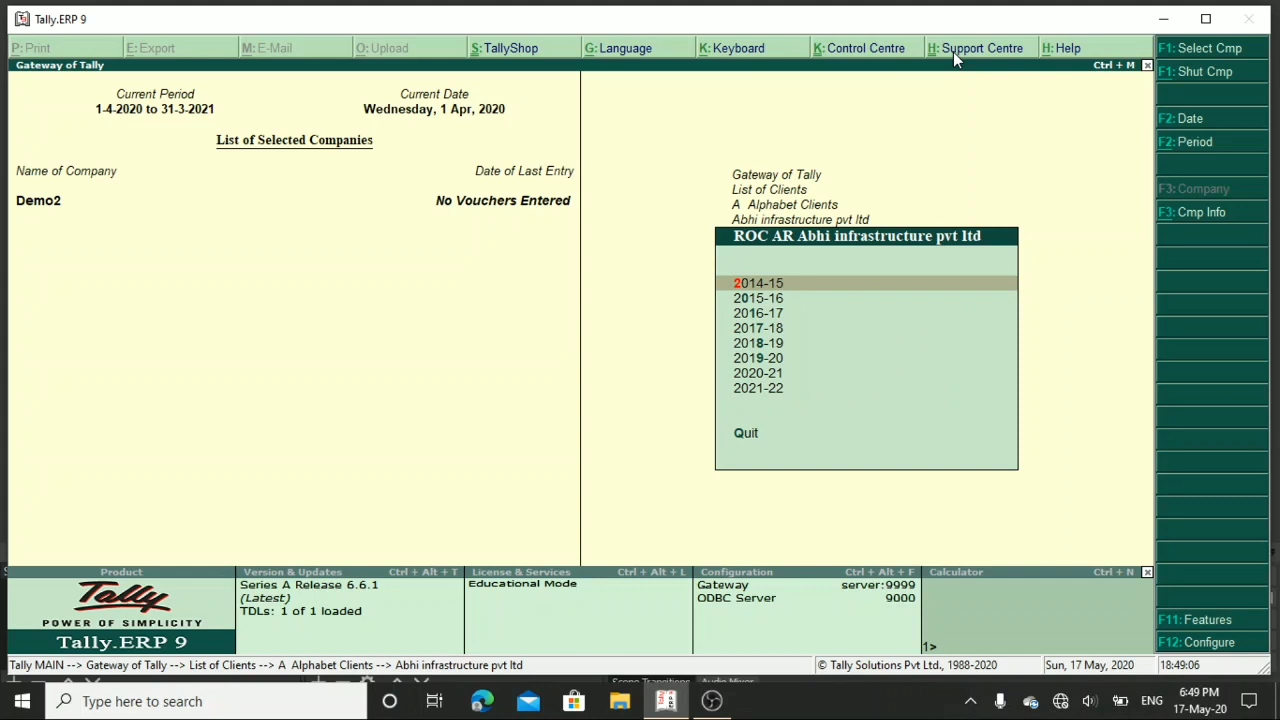 Tally.ERP 9
P: Print
E: Export
M: E-Mail
O: Upload
S: TallyShop
G: Language
K: Keyboard
K: Control Centre
H: Support Centre
H: Help
F1: Select Cmp
Gateway of Tally
Ctrl + M
F1: Shut Cmp
Current Period
Current Date
1-4-2020 to 31-3-2021
Wednesday, 1 Apr, 2020
F2: Date
List of Selected Companies
F2: Period
Name of Company
Date of Last Entry
Demo2
No Vouchers Entered
Gateway of Tally
List of Clients
A Alphabet Clients
Abhi infrastructure pvt ltd
F3: Company
F3: Cmp Info
ROC AR Abhi infrastructure pvt ltd
2014-15
2015-16
2016-17
2017-18
2018-19
2019-20
2020-21
2021-22
Quit
Product
Tally
POWER OF SIMPLICITY
Tally.ERP 9
Version & Updates Ctrl + Alt + T
Series A Release 6.6.1
(Latest)
TDLs: 1 of 1 loaded
License & Services Ctrl + Alt + L
Educational Mode
Configuration Ctrl + Alt + F
Gateway server:9999
ODBC Server 9000
Calculator Ctrl + N
1>
F11: Features
F12: Configure
Tally MAIN --> Gateway of Tally --> List of Clients --> A Alphabet Clients --> Abhi infrastructure pvt ltd
© Tally Solutions Pvt Ltd., 1988-2020
Sun, 17 May, 2020
18:49:06
Scene Transitions
Audio Mixer
Type here to search
ENG
6:49 PM
17-May-20